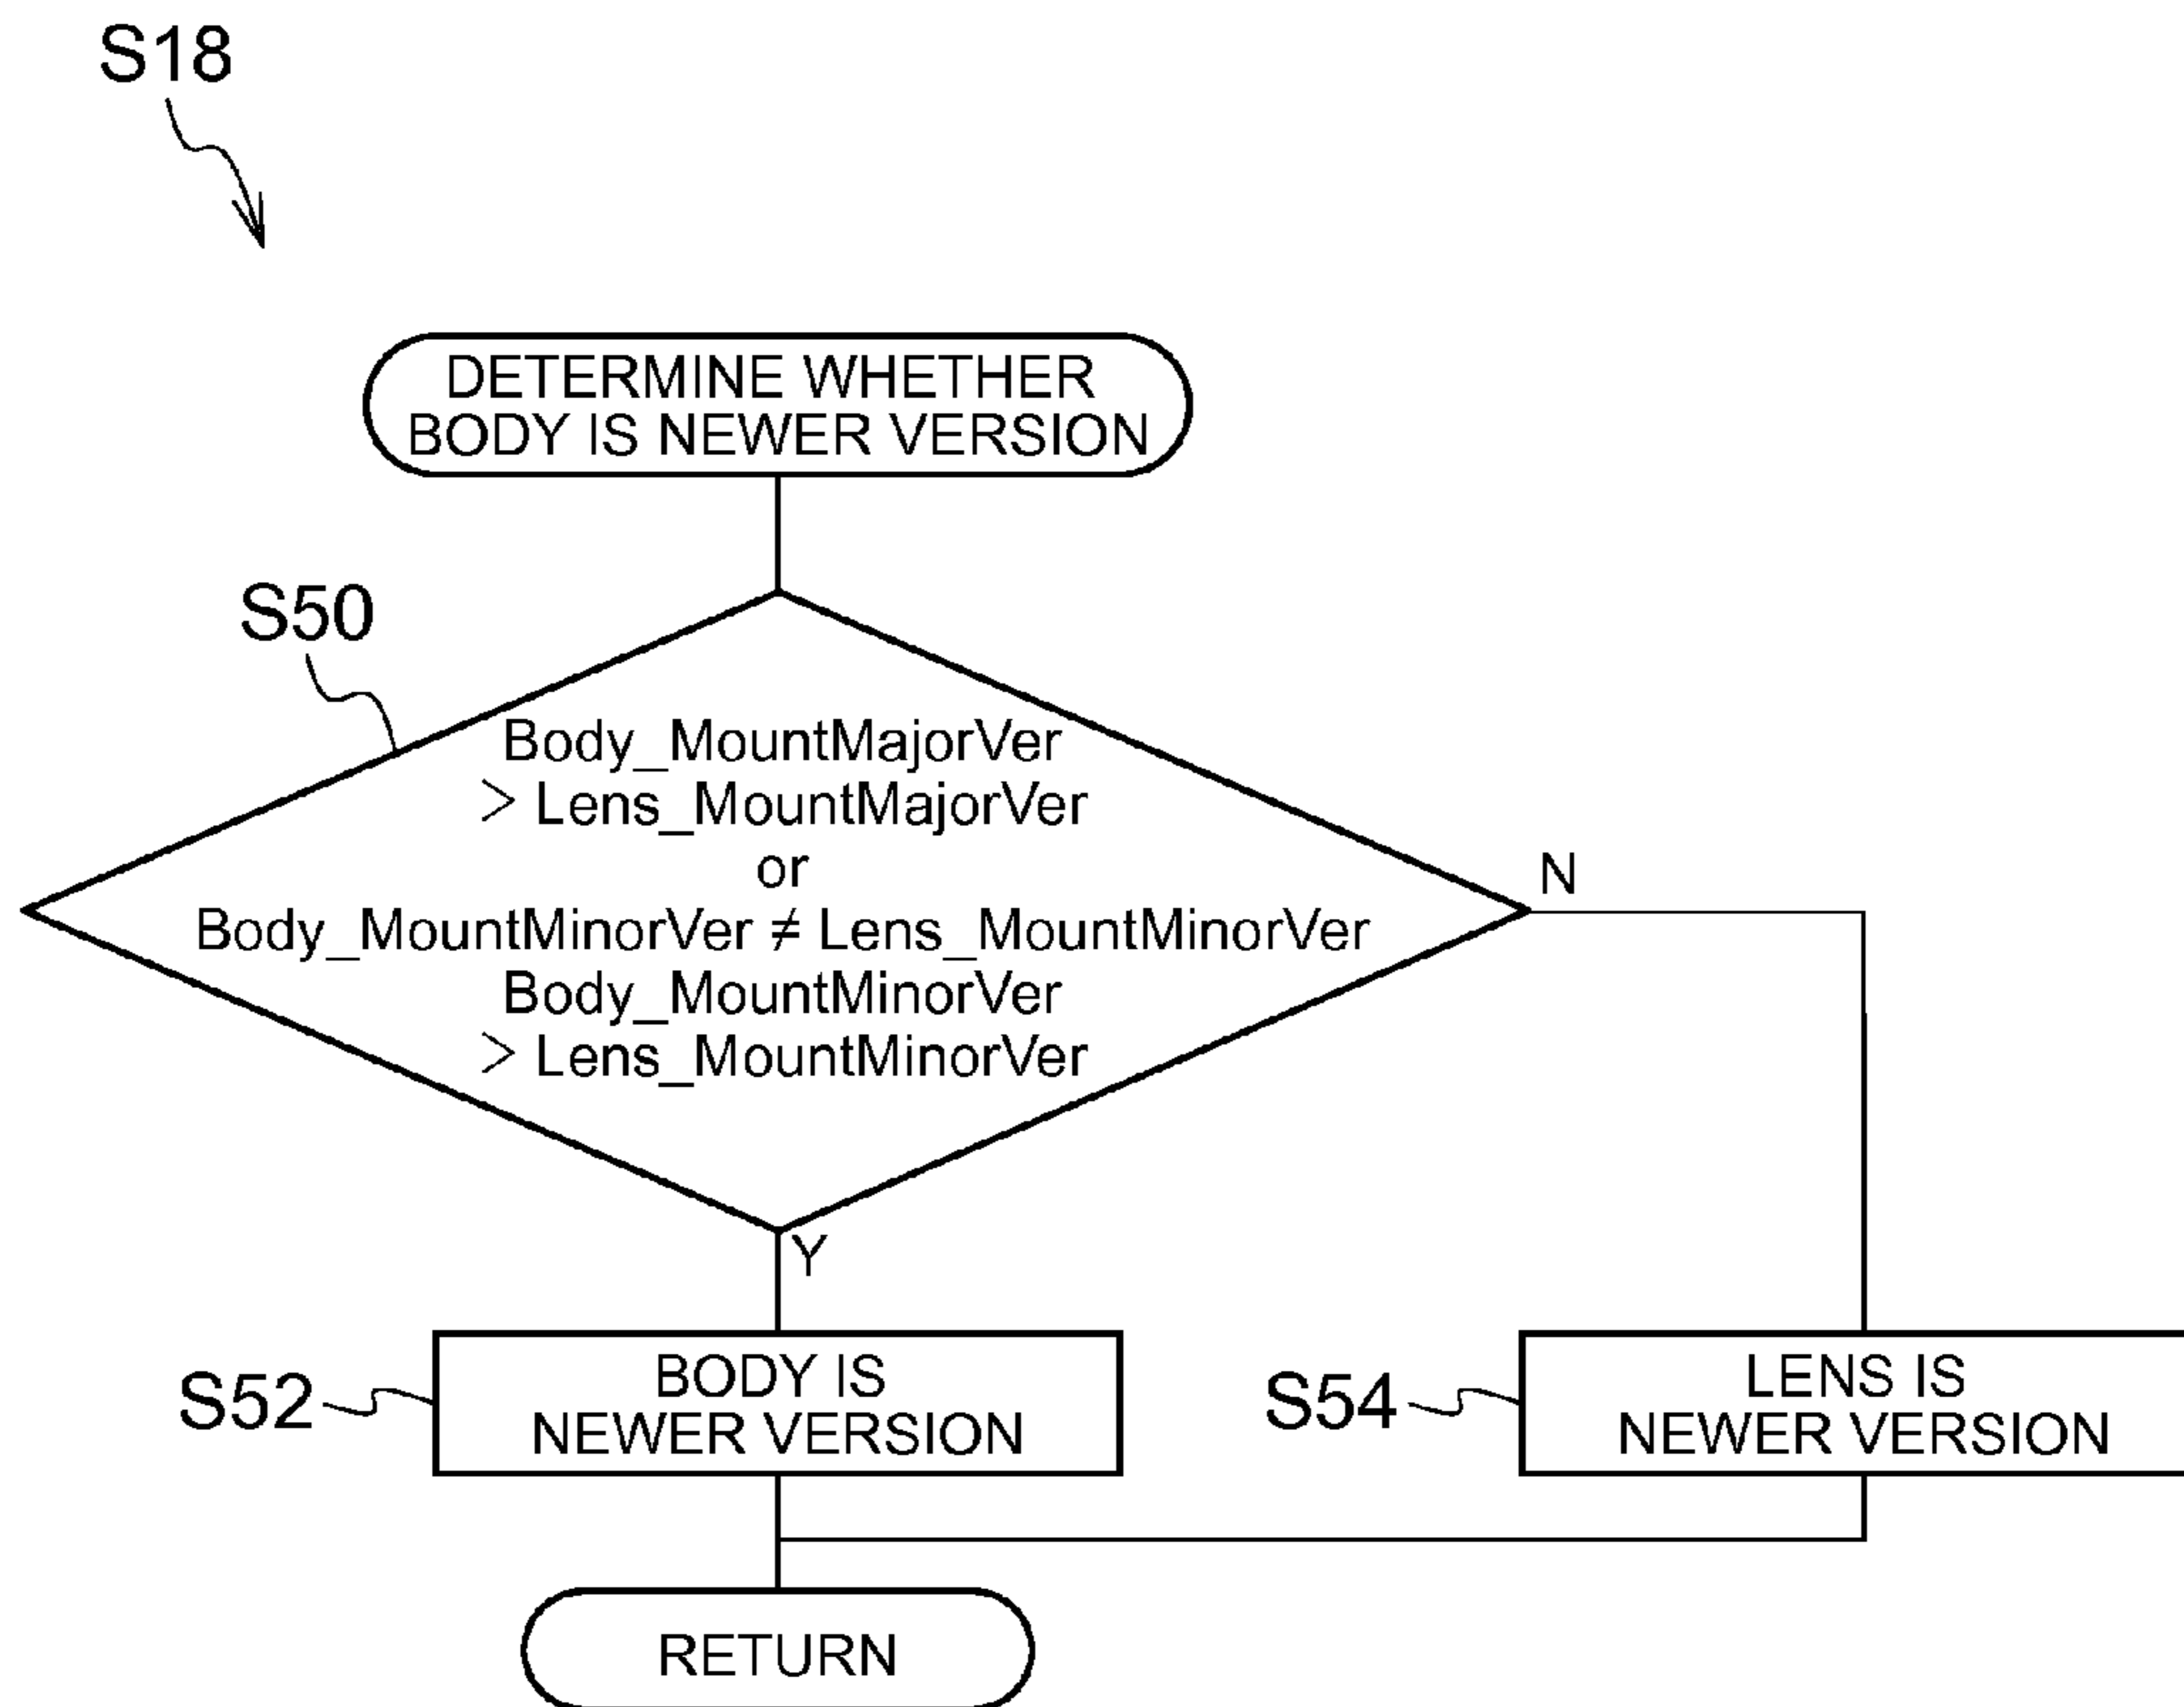 S18
DETERMINE WHETHER
BODY IS NEWER VERSION
S50
Body_MountMajorVer
> Lens_MountMajorVer
or
Body_MountMinorVer ≠ Lens_MountMinorVer
Body_MountMinorVer
> Lens_MountMinorVer
N
Y
S52
BODY IS
NEWER VERSION
S54
LENS IS
NEWER VERSION
RETURN